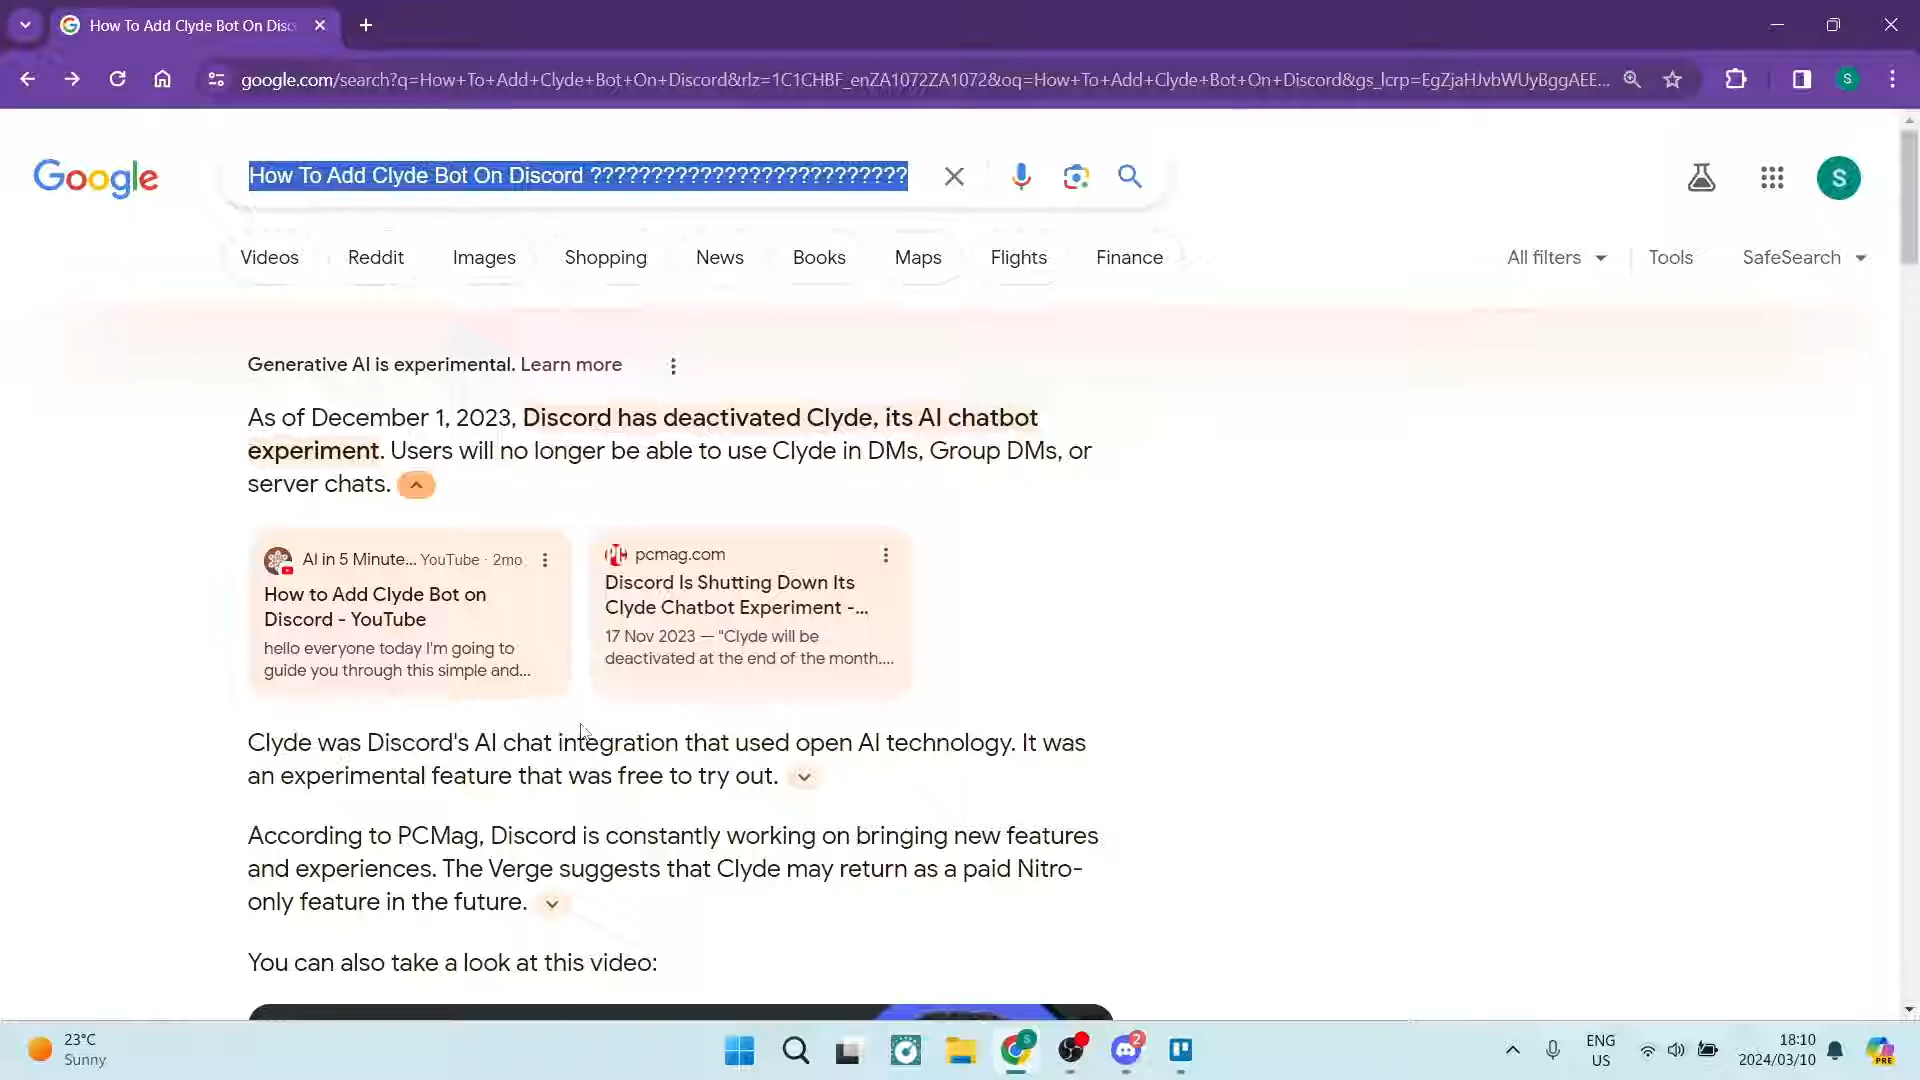 How To Add Clyde Bot On Disc
google.com/search?q=How+To+Add+Clyde+Bot+On+Discord&rlz=1C1CHBF_enZA1072ZA1072&oq=How+To+Add+Clyde+Bot+On+Discord&gs_lcrp=EgZjaHJvbWUyBggAEE...
S
Google
How To Add Clyde Bot On Discord ??????????????????????????
S
Videos
Reddit
Images
Shopping
News
Books
Maps
Flights
Finance
All filters
Tools
SafeSearch
Generative AI is experimental. Learn more
As of December 1, 2023, Discord has deactivated Clyde, its AI chatbot
experiment. Users will no longer be able to use Clyde in DMs, Group DMs, or
server chats.
AI in 5 Minute... YouTube · 2mo
How to Add Clyde Bot on
Discord - YouTube
hello everyone today I'm going to
guide you through this simple and...
pcmag.com
Discord Is Shutting Down Its
Clyde Chatbot Experiment -...
17 Nov 2023 — "Clyde will be
deactivated at the end of the month....
Clyde was Discord's AI chat integration that used open AI technology. It was
an experimental feature that was free to try out.
According to PCMag, Discord is constantly working on bringing new features
and experiences. The Verge suggests that Clyde may return as a paid Nitro-
only feature in the future.
You can also take a look at this video:
23°C
Sunny
S
2
ENG
US
18:10
2024/03/10
PRE